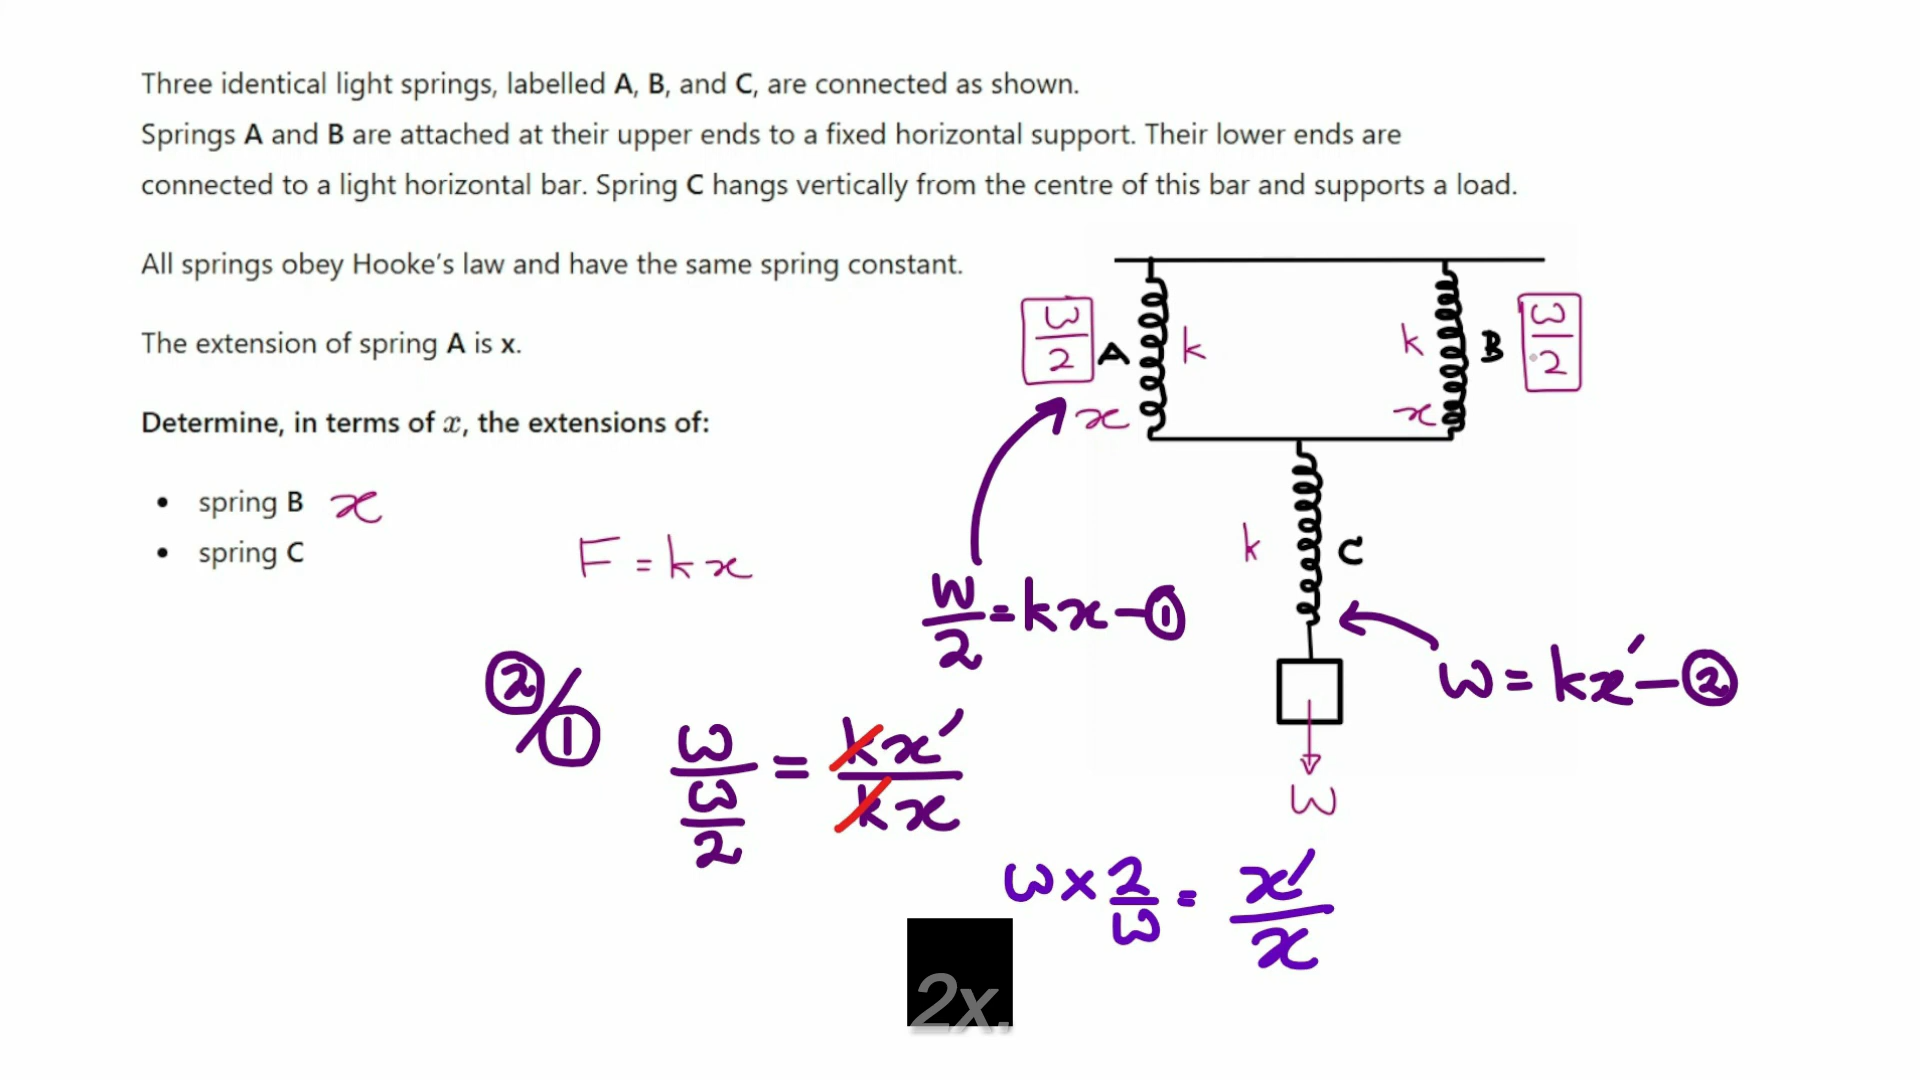 Three identical light springs, labelled A, B, and C, are connected as shown.
Springs A and B are attached at their upper ends to a fixed horizontal support. Their lower ends are
connected to a light horizontal bar. Spring C hangs vertically from the centre of this bar and supports a load.
All springs obey Hooke’s law and have the same spring constant.
The extension of spring A is x.
Determine, in terms of x, the extensions of:
• spring B x
• spring C
W/2 A k x
k x B W/2
k C
W
F = kx
W/2 = kx – ①
W = kx′ – ②
②/①
W/(W/2) = kx′/kx
W × 2/W = x′/x
2x.